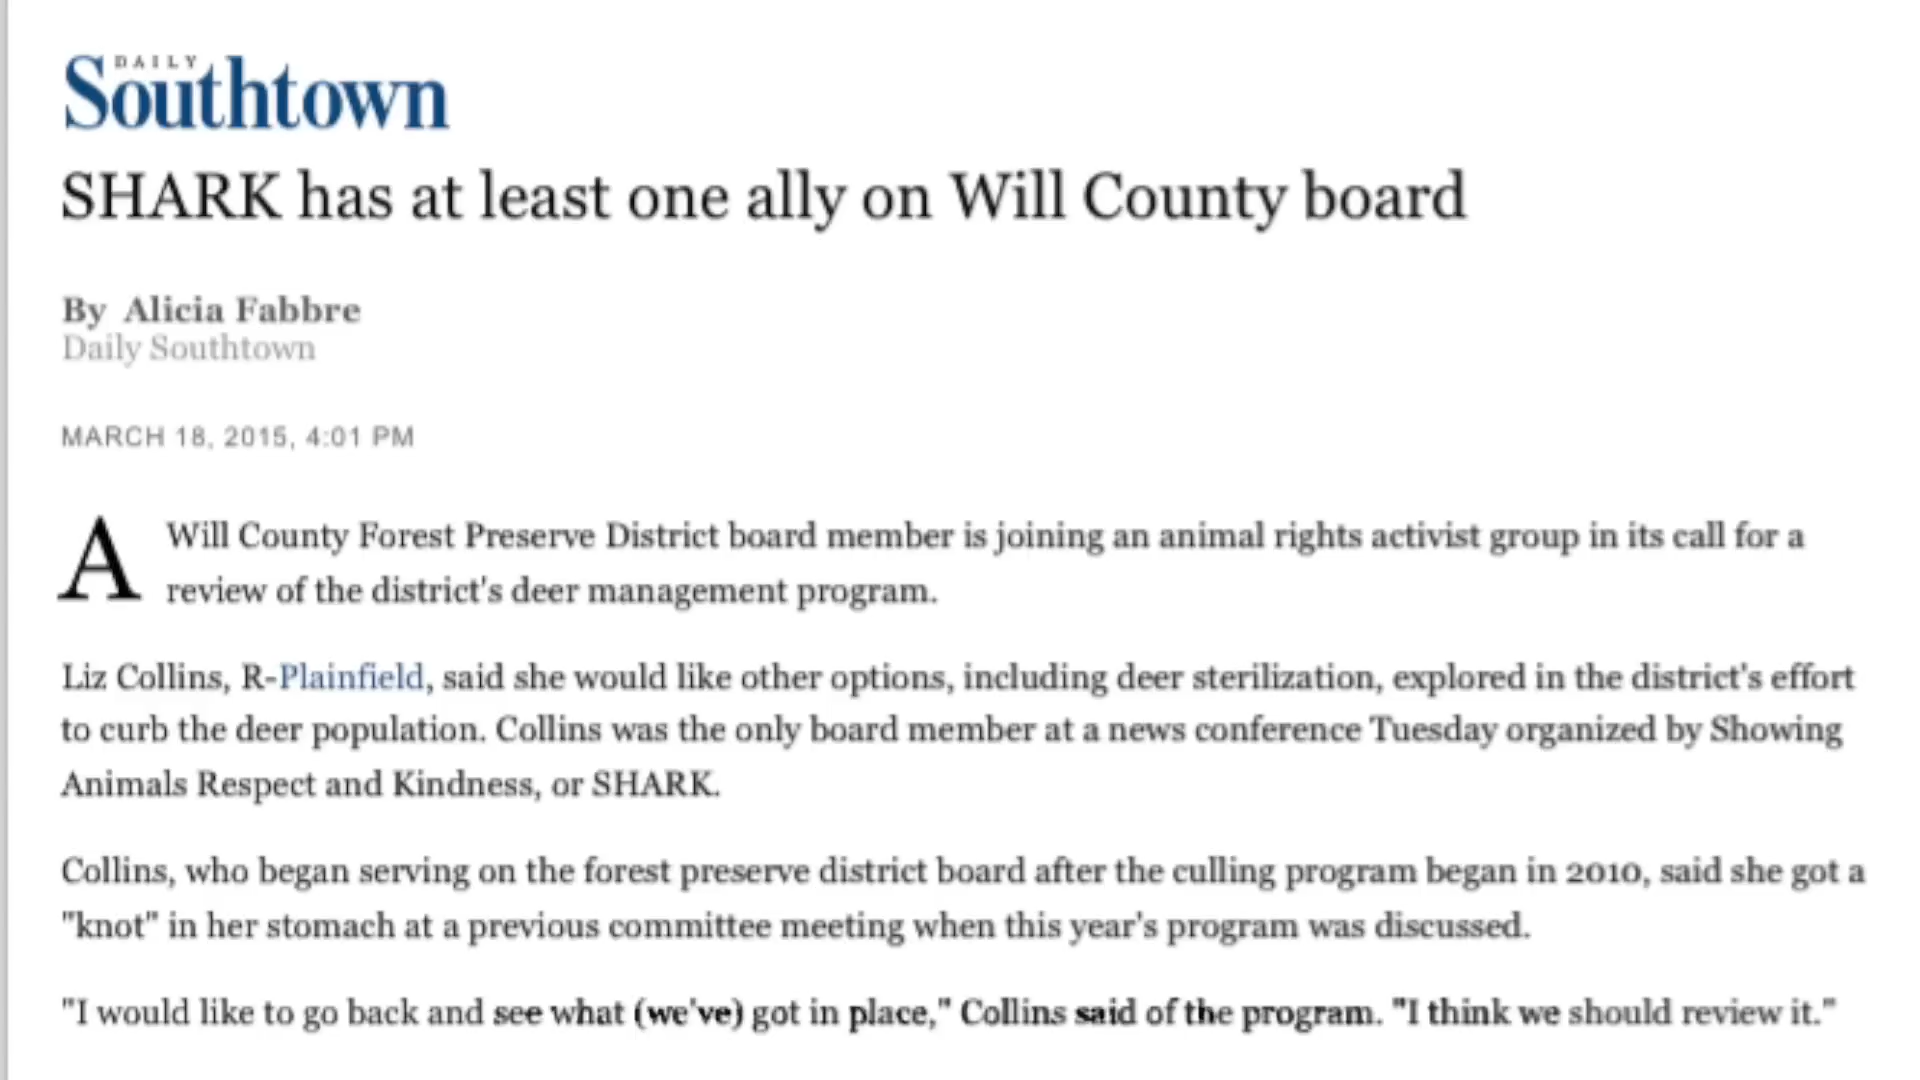 DAILY
Southtown
SHARK has at least one ally on Will County board
By Alicia Fabbre
Daily Southtown
MARCH 18, 2015, 4:01 PM
A Will County Forest Preserve District board member is joining an animal rights activist group in its call for a
review of the district's deer management program.
Liz Collins, R-Plainfield, said she would like other options, including deer sterilization, explored in the district's effort
to curb the deer population. Collins was the only board member at a news conference Tuesday organized by Showing
Animals Respect and Kindness, or SHARK.
Collins, who began serving on the forest preserve district board after the culling program began in 2010, said she got a
"knot" in her stomach at a previous committee meeting when this year's program was discussed.
"I would like to go back and see what (we've) got in place," Collins said of the program. "I think we should review it."